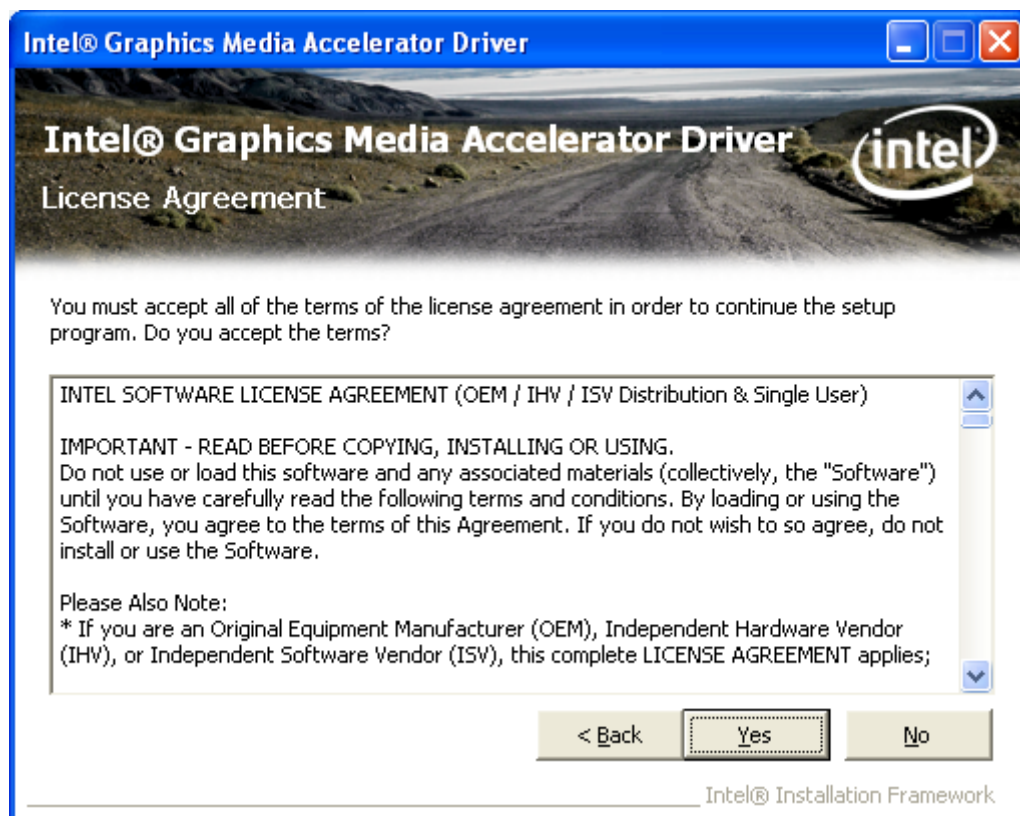 Intel® Graphics Media Accelerator Driver
Intel® Graphics Media Accelerator Driver
intel
License Agreement
You must accept all of the terms of the license agreement in order to continue the setup
program. Do you accept the terms?
INTEL SOFTWARE LICENSE AGREEMENT (OEM / IHV / ISV Distribution & Single User)
IMPORTANT - READ BEFORE COPYING, INSTALLING OR USING.
Do not use or load this software and any associated materials (collectively, the "Software")
until you have carefully read the following terms and conditions. By loading or using the
Software, you agree to the terms of this Agreement. If you do not wish to so agree, do not
install or use the Software.
Please Also Note:
* If you are an Original Equipment Manufacturer (OEM), Independent Hardware Vendor
(IHV), or Independent Software Vendor (ISV), this complete LICENSE AGREEMENT applies;
< Back Yes No
Intel® Installation Framework